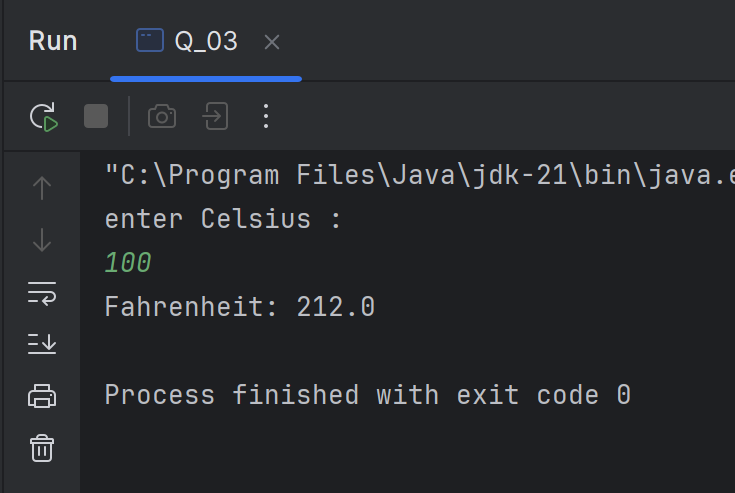 Run Q_03
"C:\Program Files\Java\jdk-21\bin\java.e
enter Celsius :
100
Fahrenheit: 212.0
Process finished with exit code 0